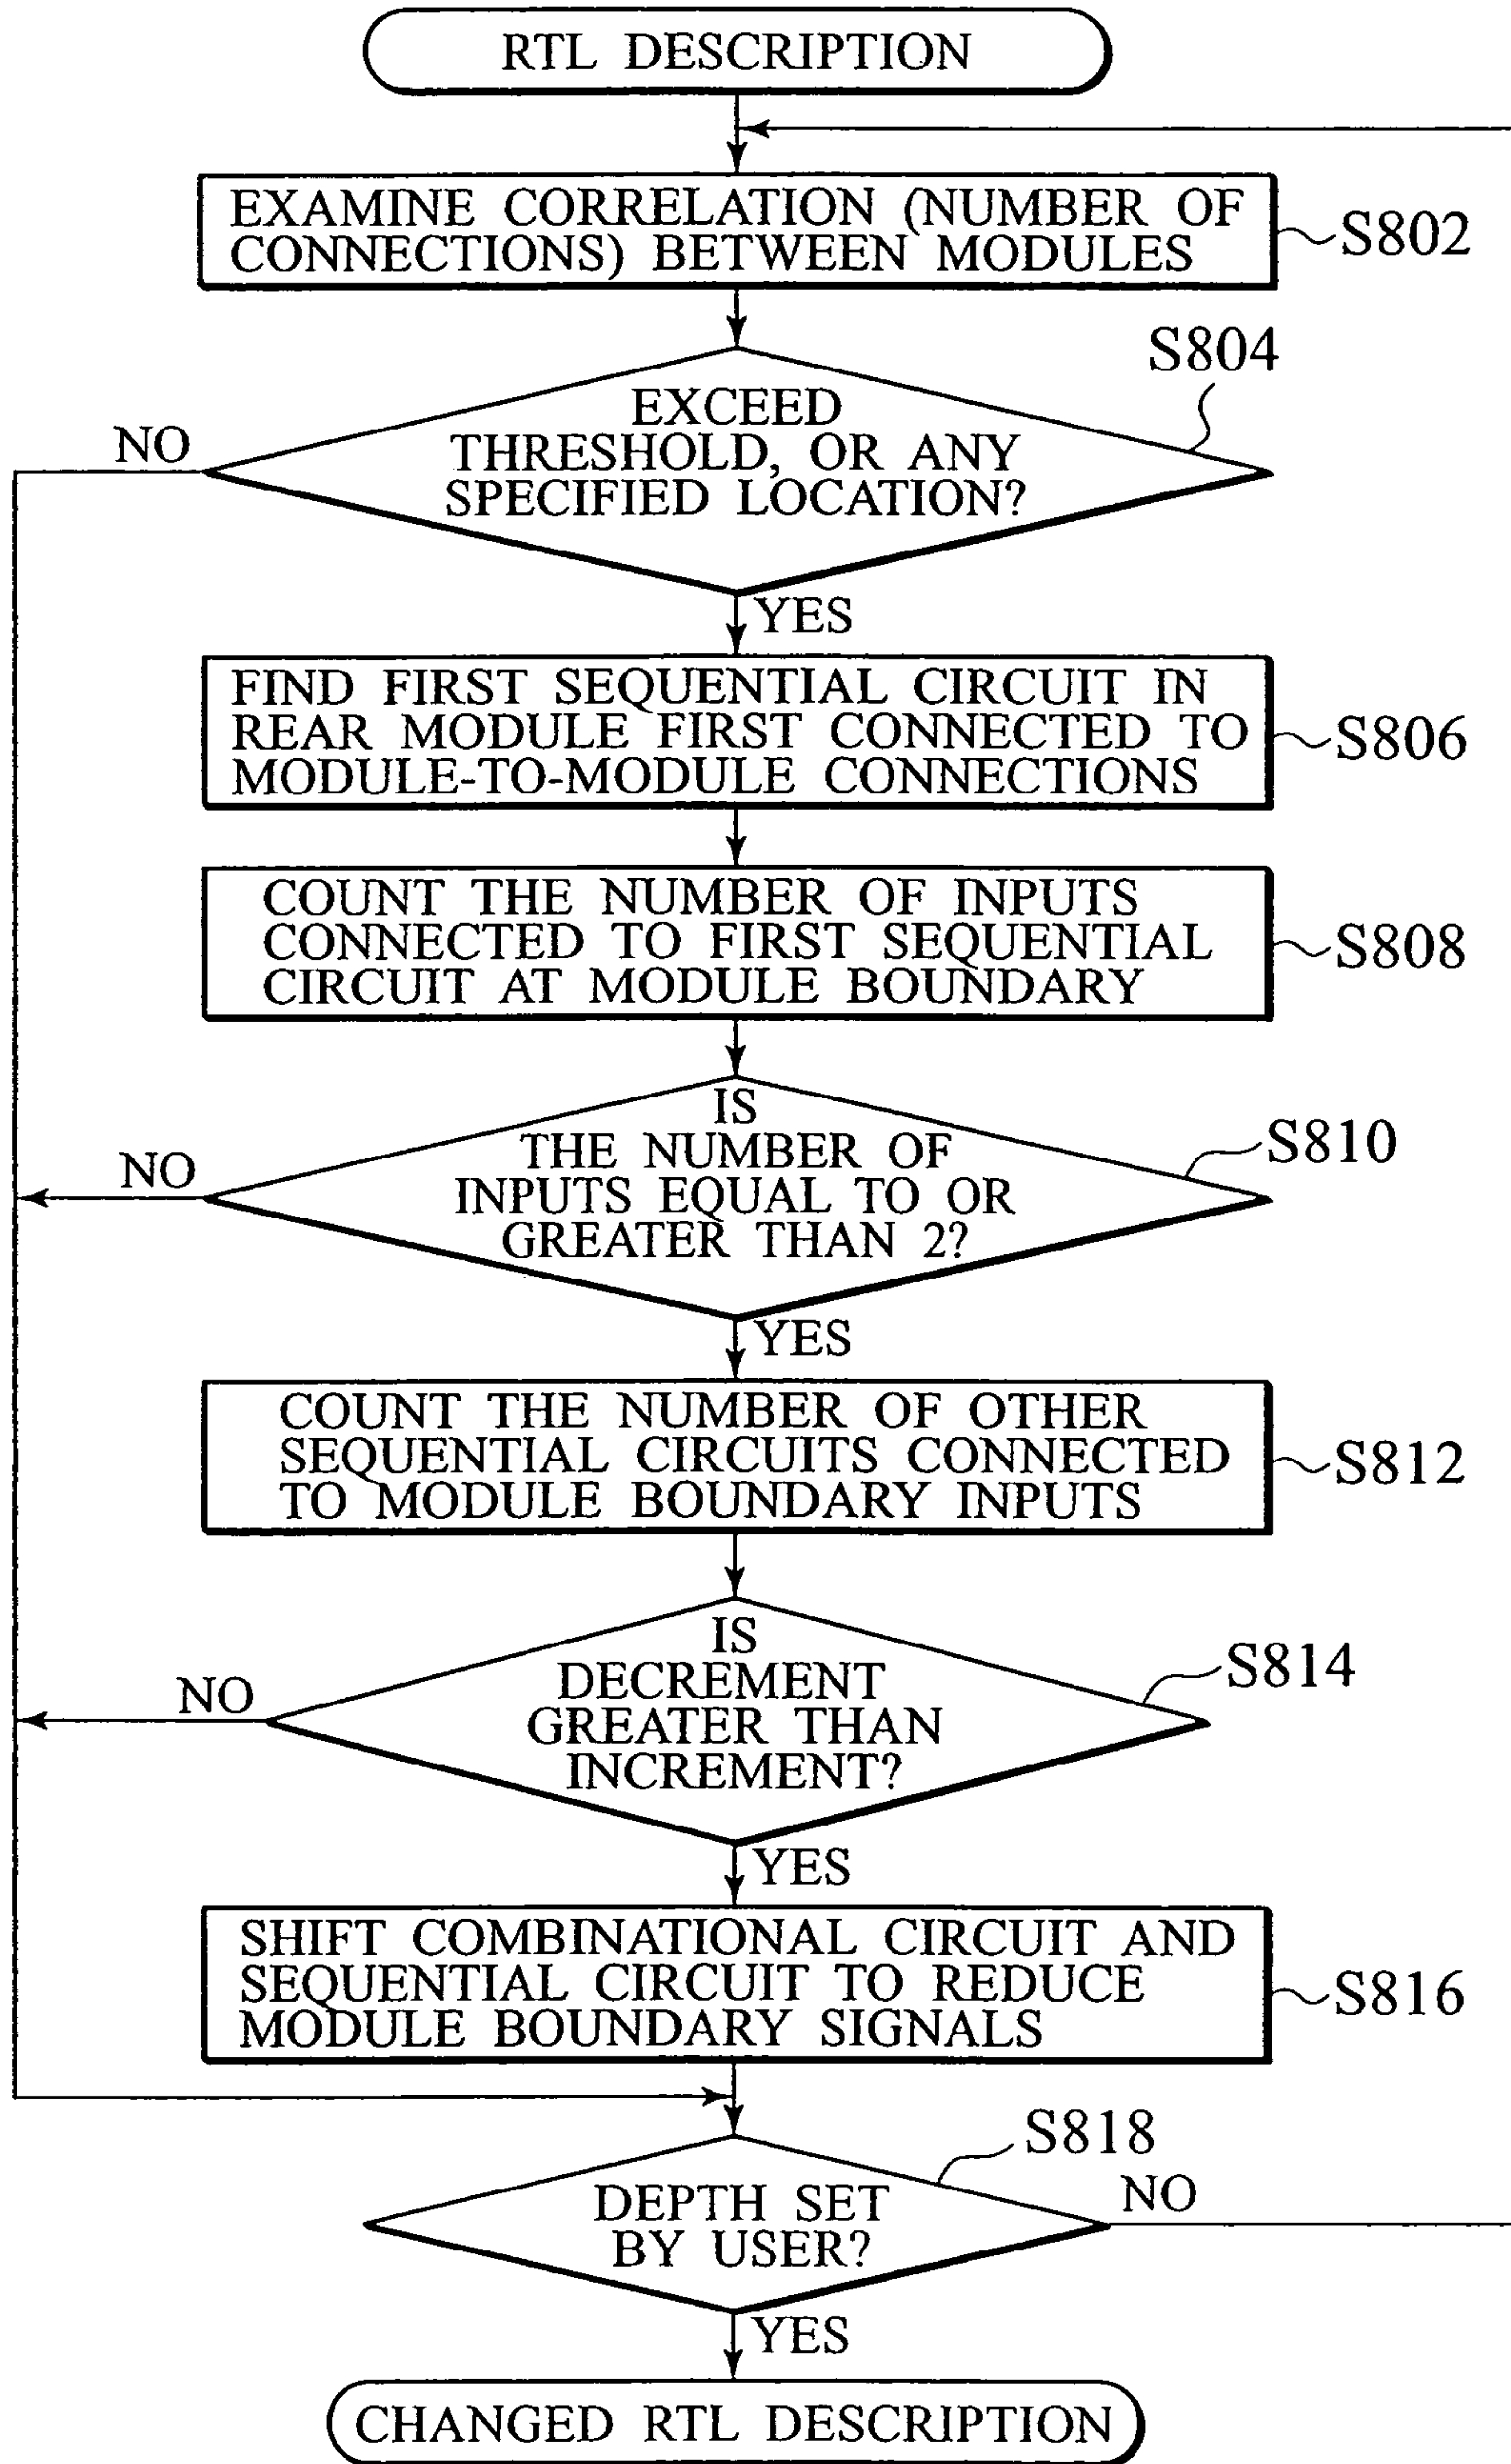 RTL DESCRIPTION
EXAMINE CORRELATION (NUMBER OF
CONNECTIONS) BETWEEN MODULES
S802
S804
EXCEED
THRESHOLD, OR ANY
SPECIFIED LOCATION?
NO
YES
FIND FIRST SEQUENTIAL CIRCUIT IN
REAR MODULE FIRST CONNECTED TO
MODULE-TO-MODULE CONNECTIONS
S806
COUNT THE NUMBER OF INPUTS
CONNECTED TO FIRST SEQUENTIAL
CIRCUIT AT MODULE BOUNDARY
S808
IS
THE NUMBER OF
INPUTS EQUAL TO OR
GREATER THAN 2?
S810
NO
YES
COUNT THE NUMBER OF OTHER
SEQUENTIAL CIRCUITS CONNECTED
TO MODULE BOUNDARY INPUTS
S812
IS
DECREMENT
GREATER THAN
INCREMENT?
S814
NO
YES
SHIFT COMBINATIONAL CIRCUIT AND
SEQUENTIAL CIRCUIT TO REDUCE
MODULE BOUNDARY SIGNALS
S816
S818
DEPTH SET
BY USER?
NO
YES
CHANGED RTL DESCRIPTION